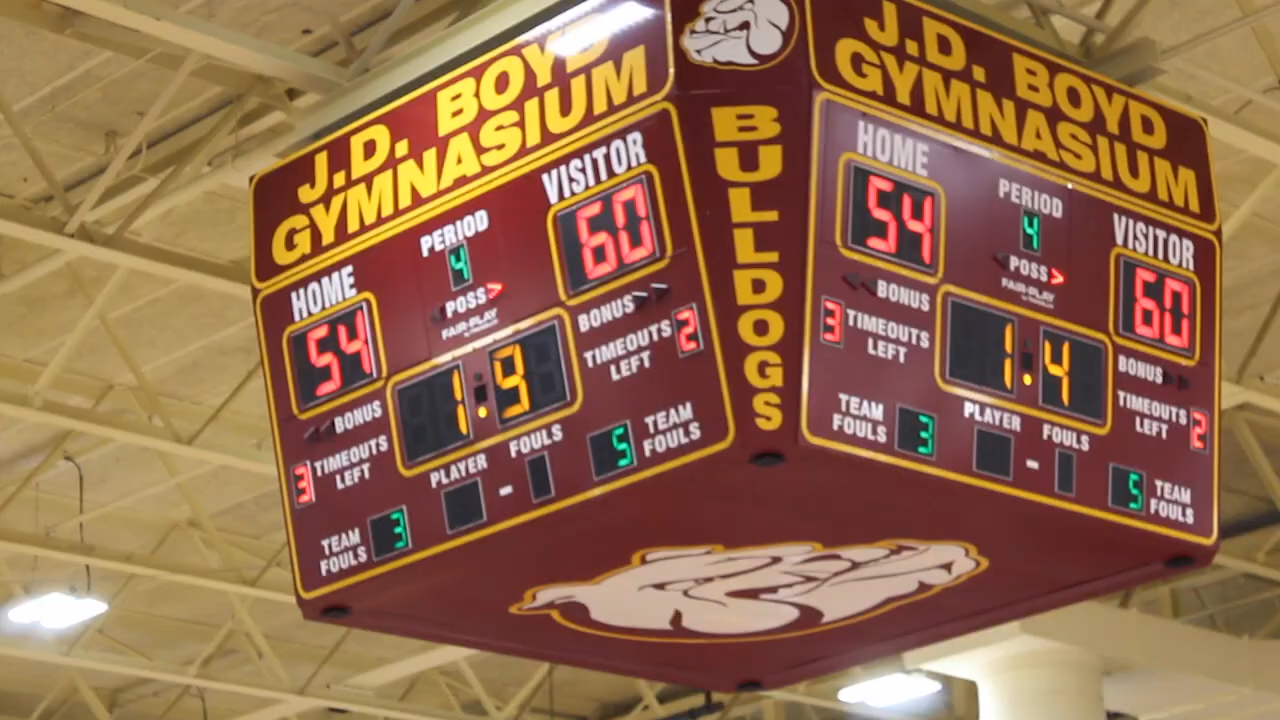 J.D. BOYD
GYMNASIUM
HOME
54
PERIOD
4
POSS >
FAIR-PLAY
VISITOR
60
BONUS
TIMEOUTS
LEFT
3
1.9
BONUS
TIMEOUTS
LEFT
2
TEAM
FOULS
3
PLAYER - FOULS
5
TEAM
FOULS
BULLDOGS
J.D. BOYD
GYMNASIUM
HOME
54
PERIOD
4
POSS >
FAIR-PLAY
VISITOR
60
BONUS
3
TIMEOUTS
LEFT
1.4
BONUS
TIMEOUTS
LEFT
2
TEAM
FOULS
3
PLAYER - FOULS
5
TEAM
FOULS